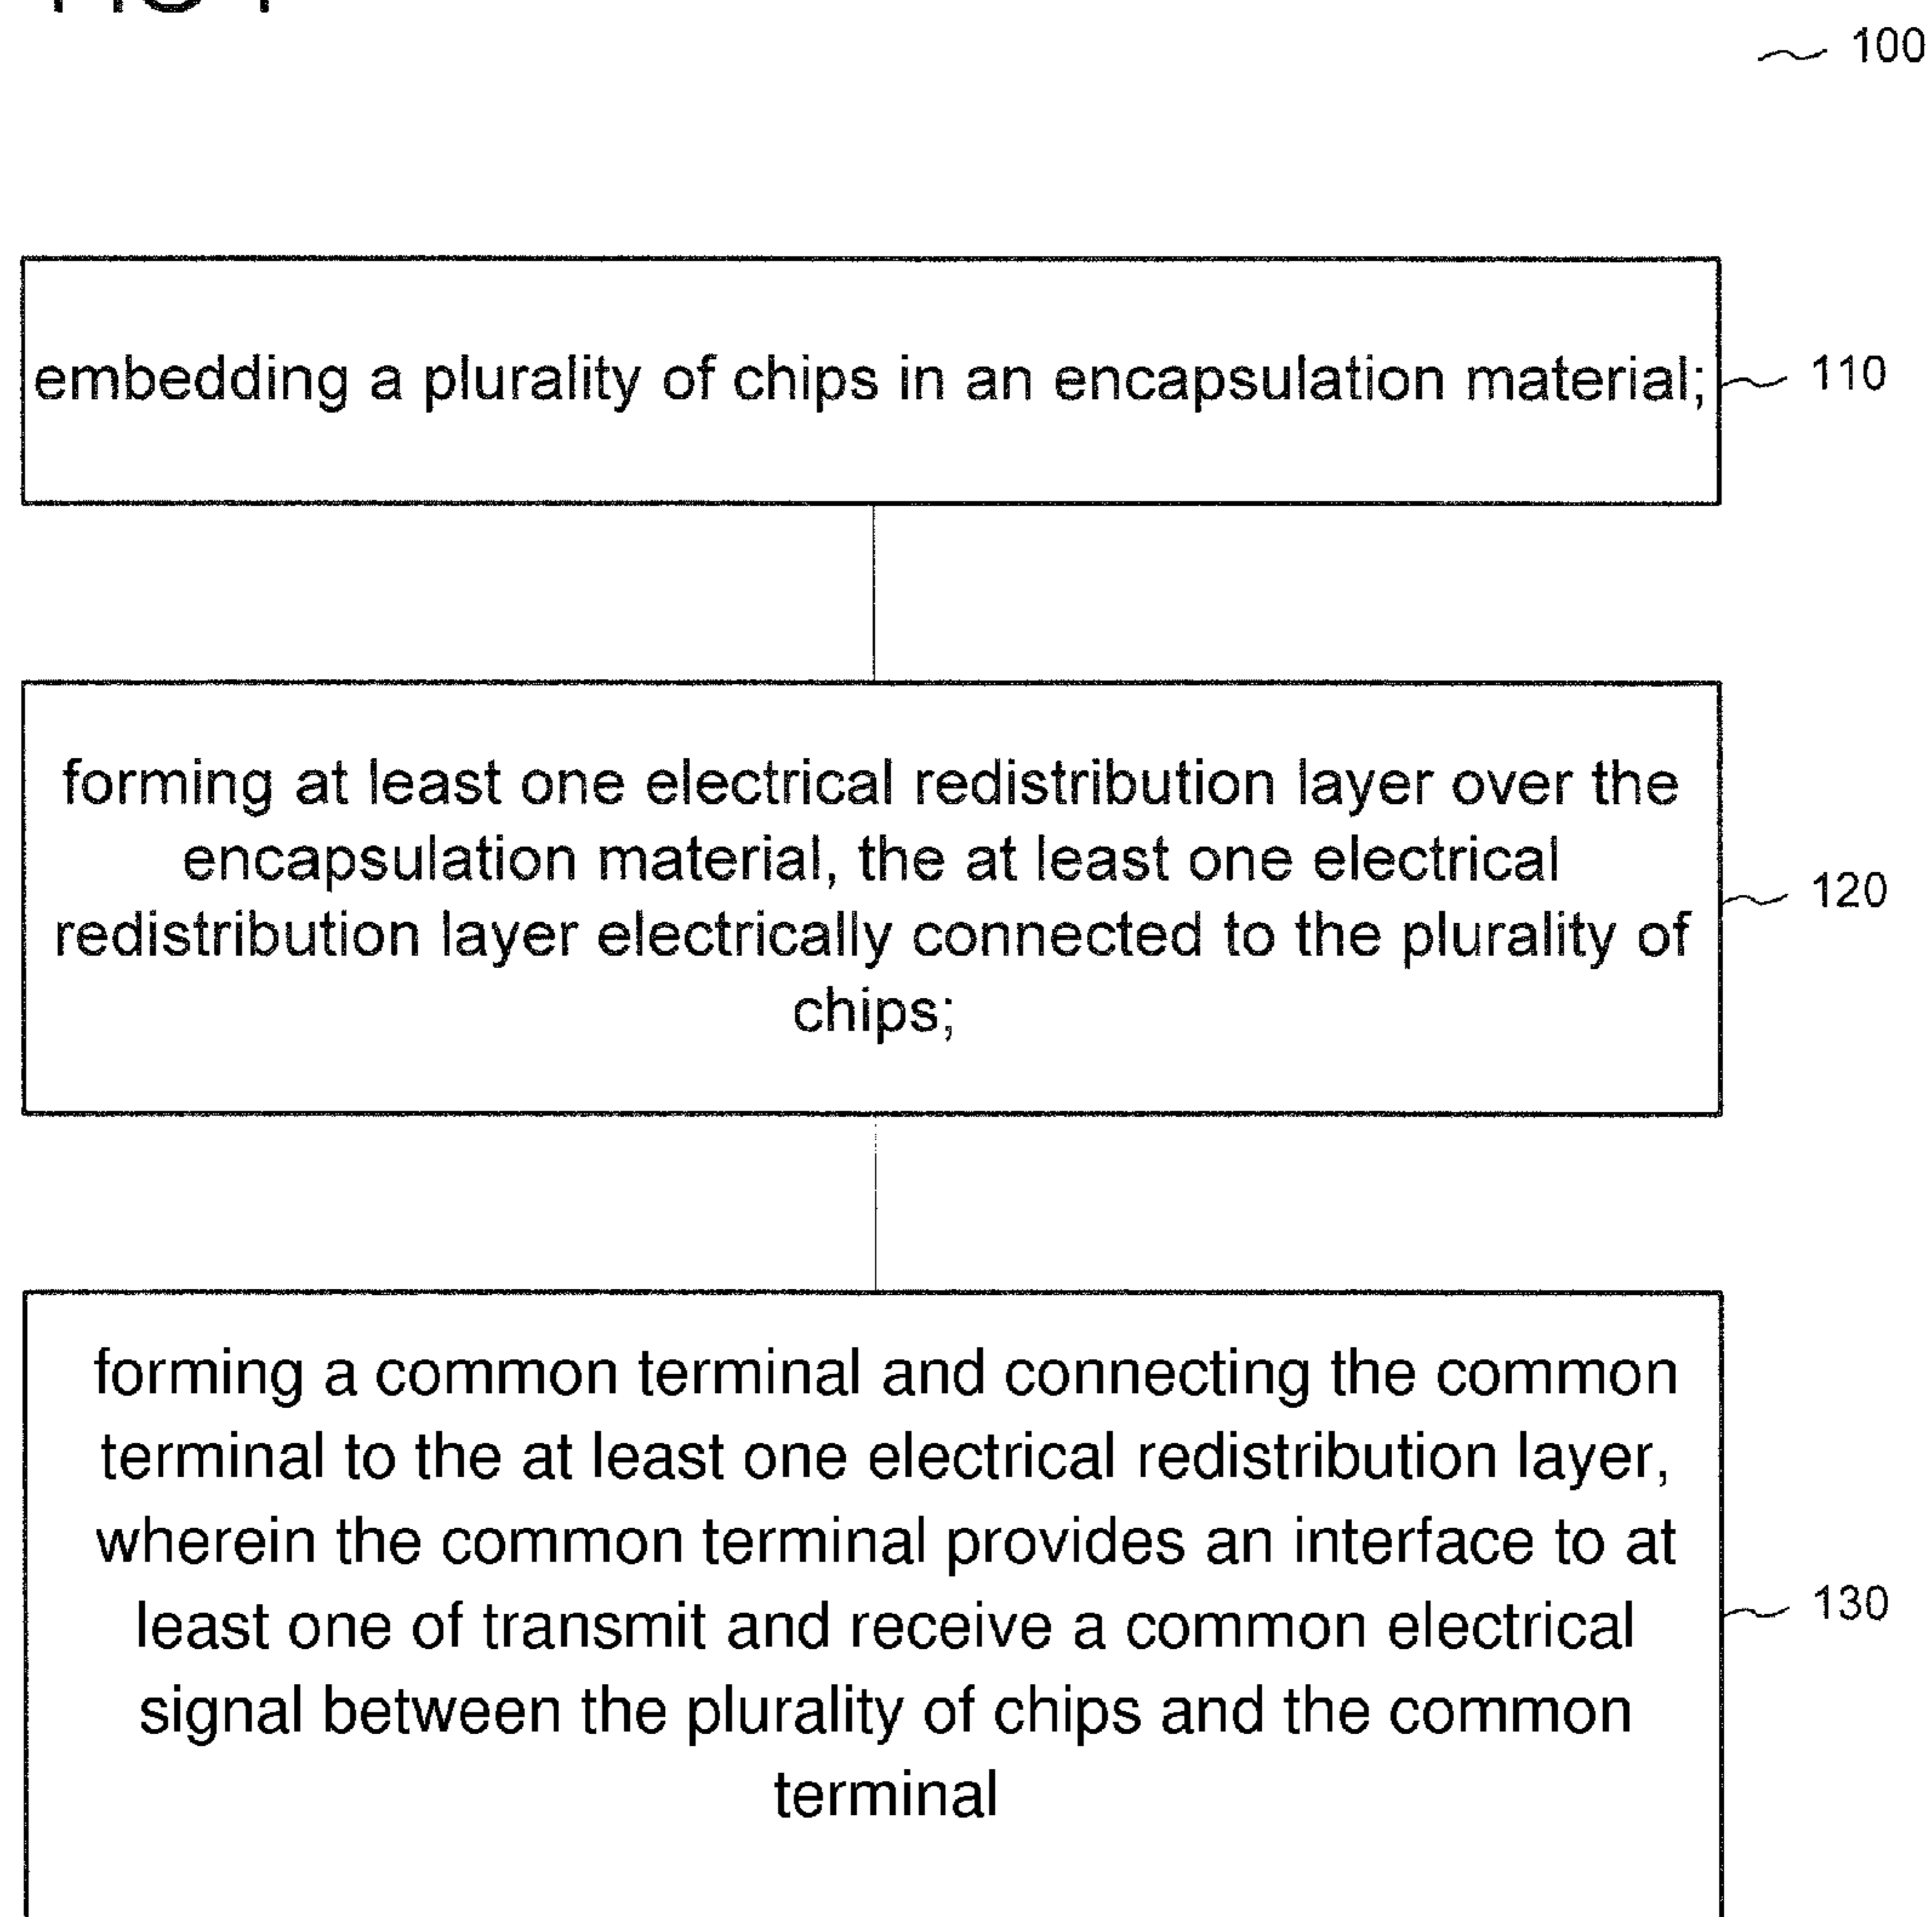 100
embedding a plurality of chips in an encapsulation material;
110
forming at least one electrical redistribution layer over the
encapsulation material, the at least one electrical
redistribution layer electrically connected to the plurality of
chips;
120
forming a common terminal and connecting the common
terminal to the at least one electrical redistribution layer,
wherein the common terminal provides an interface to at
least one of transmit and receive a common electrical
signal between the plurality of chips and the common
terminal
130